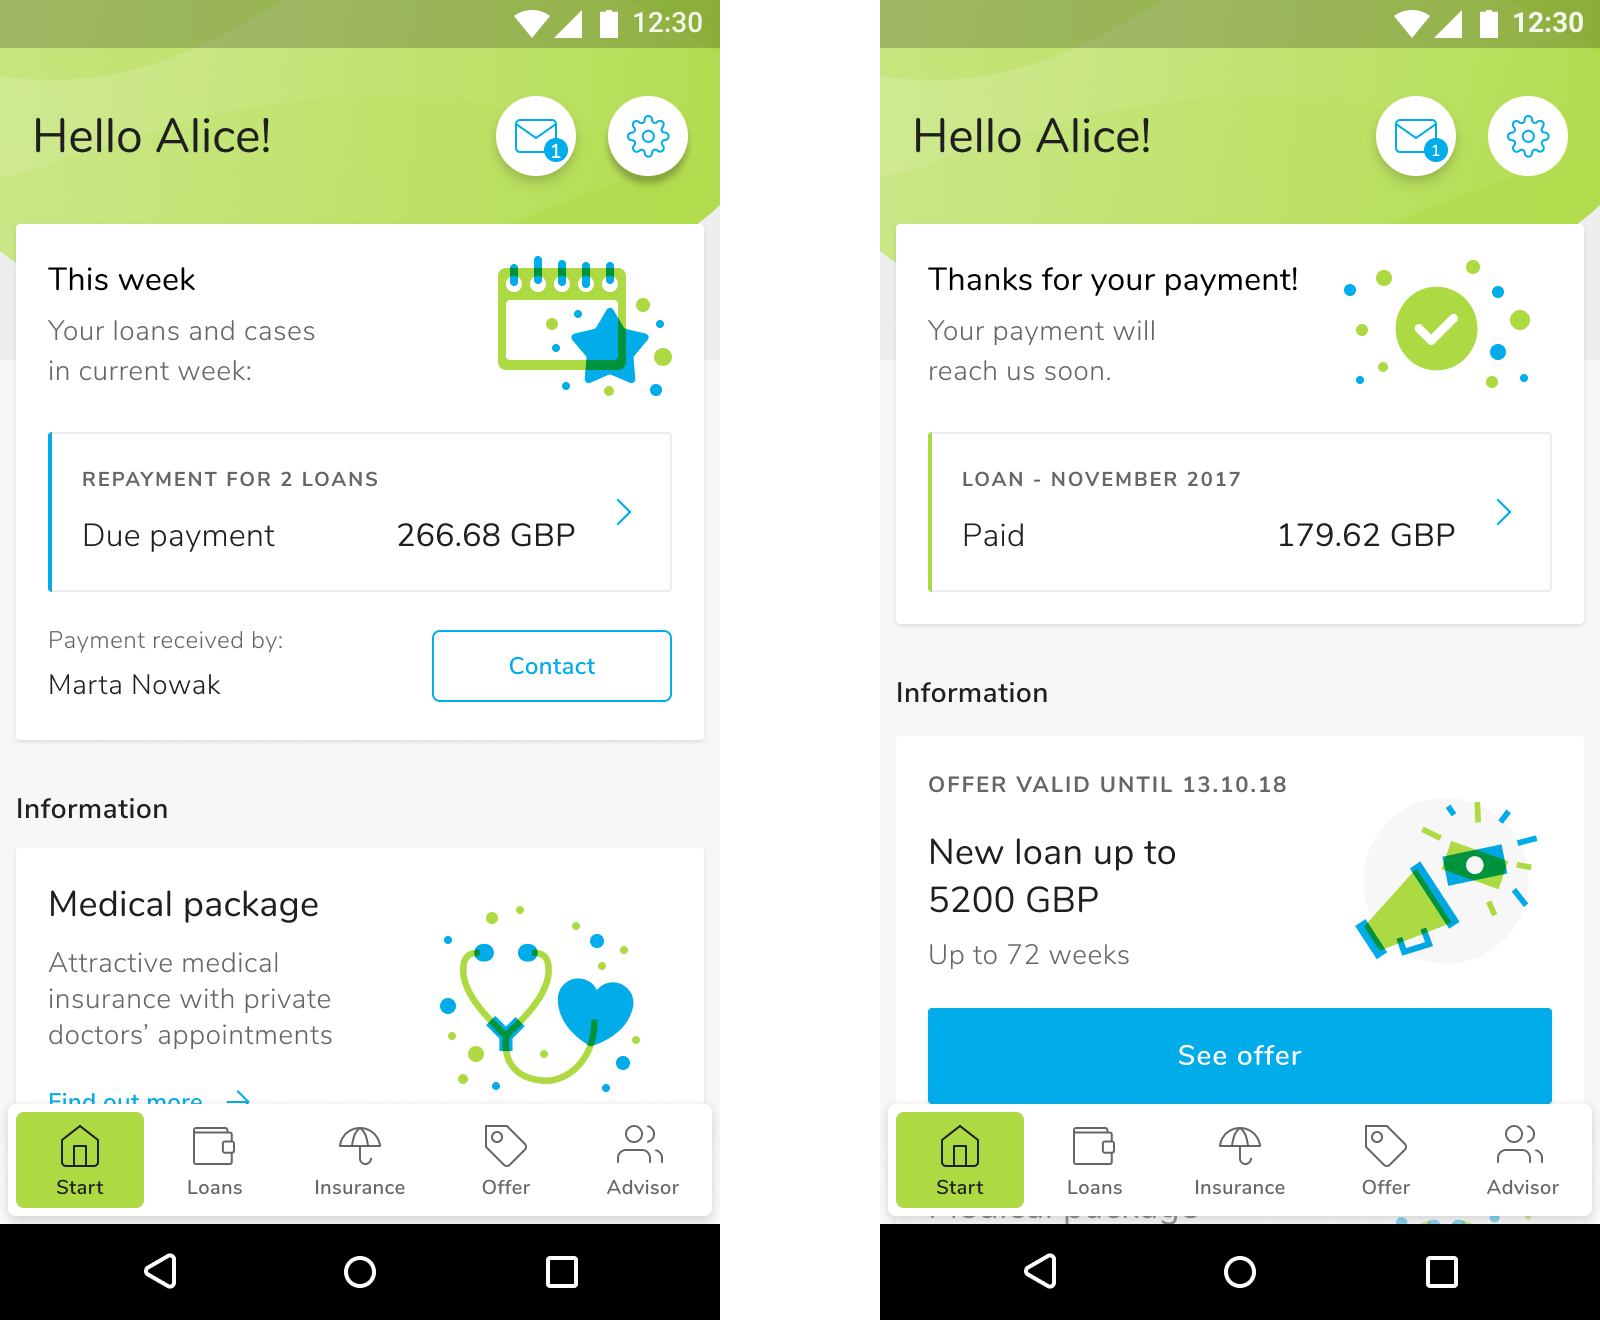 12:30
Hello Alice!
1
This week
Your loans and cases
in current week:
REPAYMENT FOR 2 LOANS
Due payment 266.68 GBP
Payment received by:
Marta Nowak
Contact
Information
Medical package
Attractive medical
insurance with private
doctors’ appointments
Find out more
Start Loans Insurance Offer Advisor
12:30
Hello Alice!
1
Thanks for your payment!
Your payment will
reach us soon.
LOAN - NOVEMBER 2017
Paid 179.62 GBP
Information
OFFER VALID UNTIL 13.10.18
New loan up to
5200 GBP
Up to 72 weeks
See offer
Start Loans Insurance Offer Advisor
Medical package